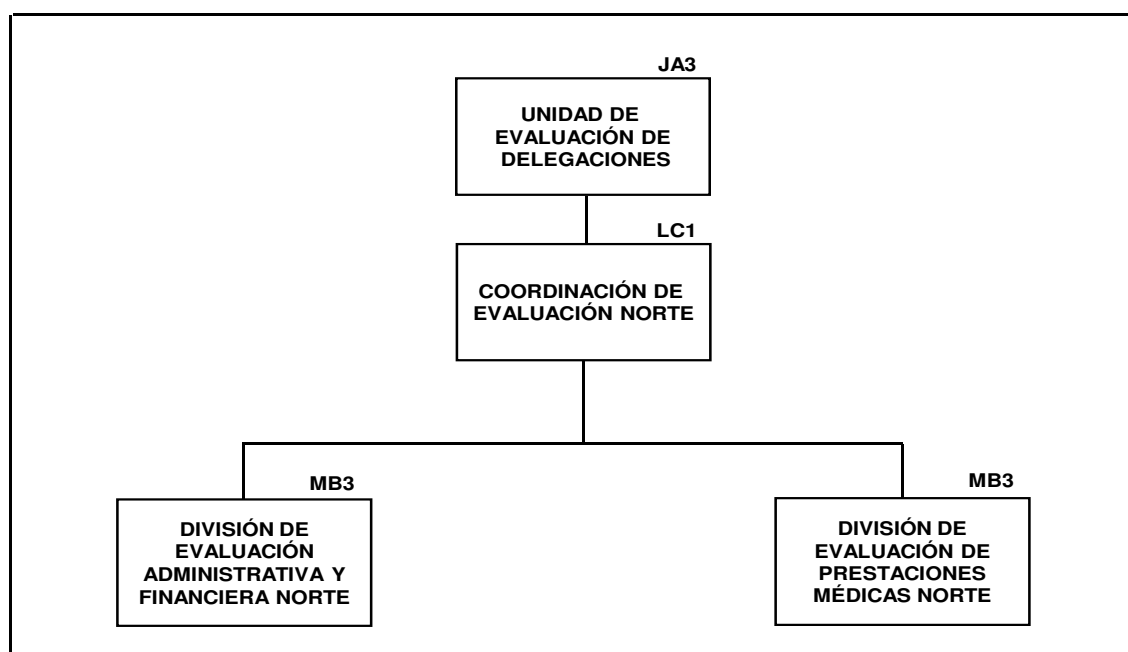 JA3
UNIDAD DE
EVALUACIÓN DE
DELEGACIONES
LC1
COORDINACIÓN DE
EVALUACIÓN NORTE
MB3
DIVISIÓN DE
EVALUACIÓN
ADMINISTRATIVA Y
FINANCIERA NORTE
MB3
DIVISIÓN DE
EVALUACIÓN DE
PRESTACIONES
MÉDICAS NORTE